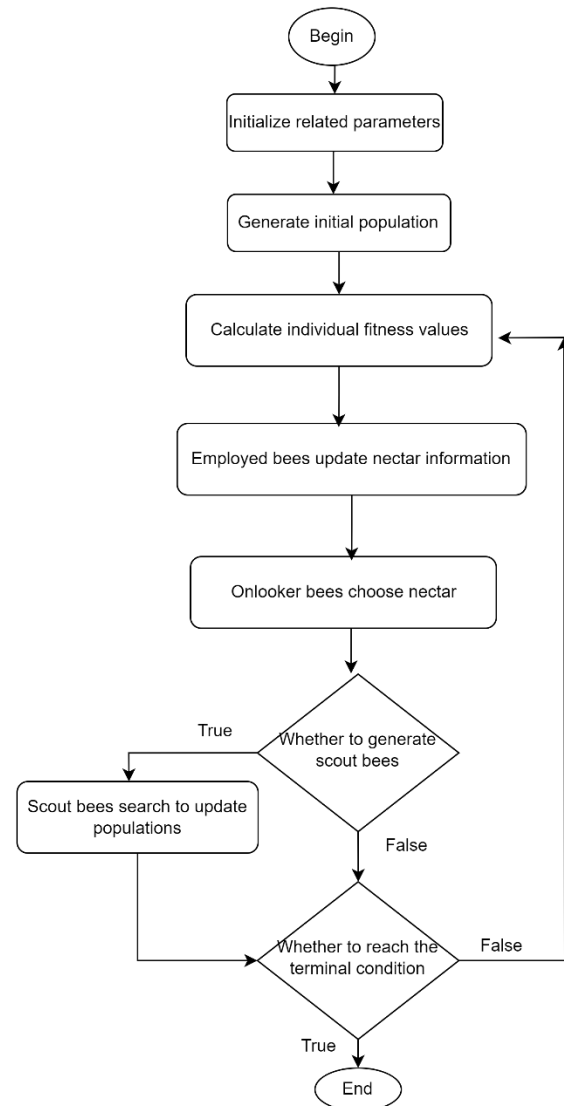 Begin
Initialize related parameters
Generate initial population
Calculate individual fitness values
Employed bees update nectar information
Onlooker bees choose nectar
Whether to generate
scout bees
True
False
Scout bees search to update
populations
Whether to reach the
terminal condition
False
True
End